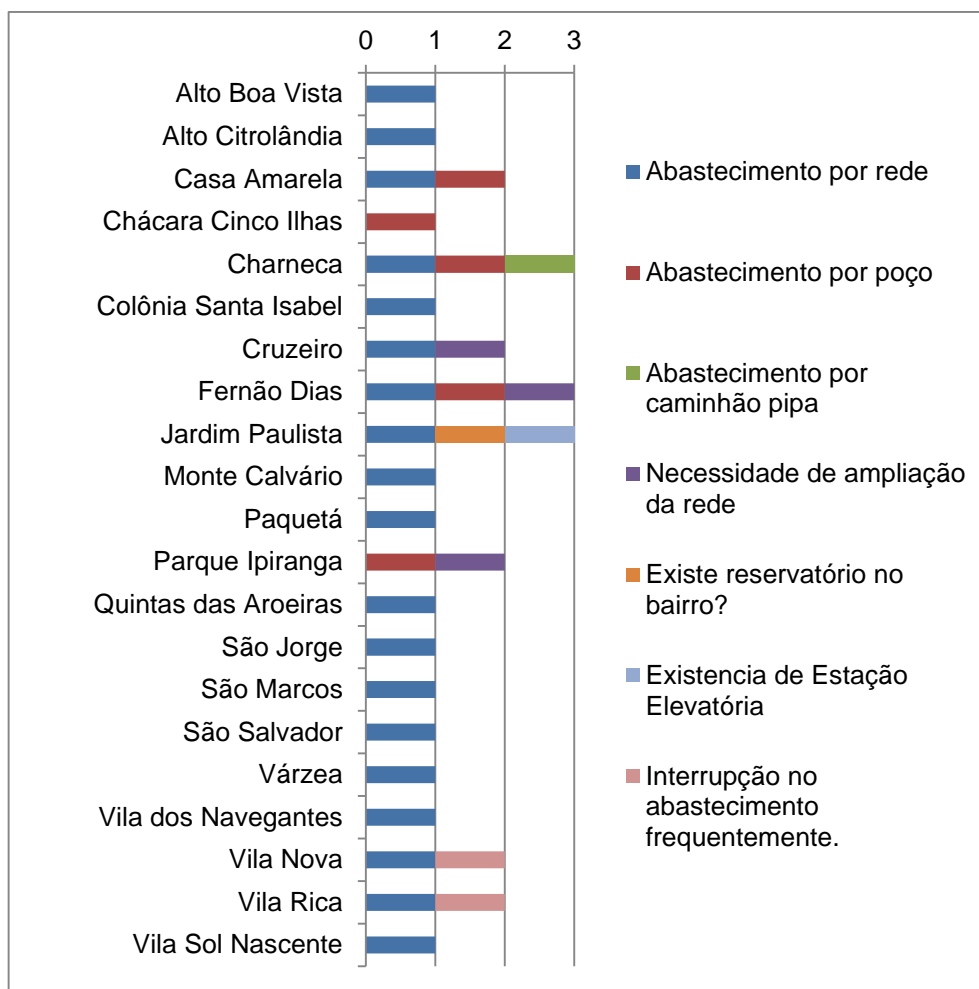 0 1 2 3
Alto Boa Vista
Alto Citrolândia
Casa Amarela
Chácara Cinco Ilhas
Charneca
Colônia Santa Isabel
Cruzeiro
Fernão Dias
Jardim Paulista
Monte Calvário
Paquetá
Parque Ipiranga
Quintas das Aroeiras
São Jorge
São Marcos
São Salvador
Várzea
Vila dos Navegantes
Vila Nova
Vila Rica
Vila Sol Nascente
Abastecimento por rede
Abastecimento por poço
Abastecimento por
caminhão pipa
Necessidade de ampliação
da rede
Existe reservatório no
bairro?
Existencia de Estação
Elevatória
Interrupção no
abastecimento
frequentemente.